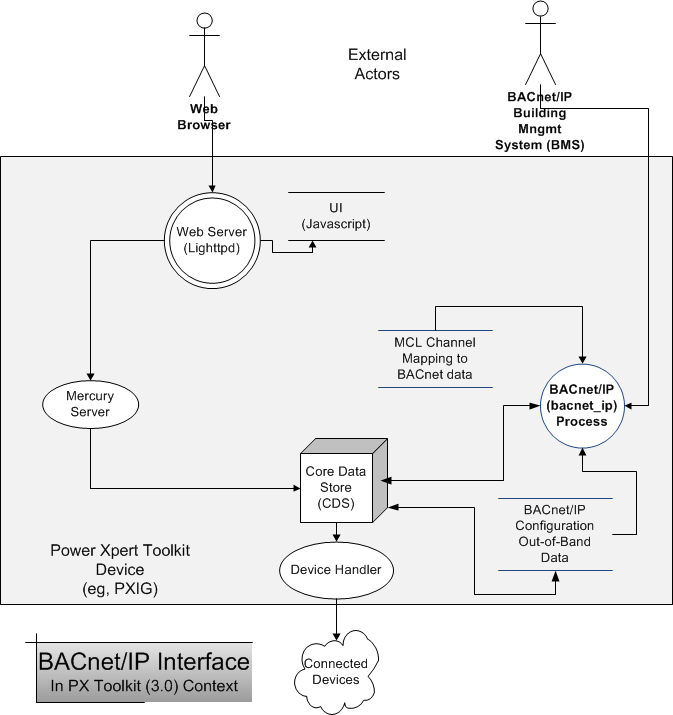 External
Actors
Web
Browser
BACnet/IP
Building
Mngmt
System (BMS)
Web Server
(Lighttpd)
UI
(Javascript)
MCL Channel
Mapping to
BACnet data
BACnet/IP
(bacnet_ip)
Process
Mercury
Server
Core Data
Store
(CDS)
BACnet/IP
Configuration
Out-of-Band
Data
Power Xpert Toolkit
Device
(eg, PXIG)
Device Handler
Connected
Devices
BACnet/IP Interface
In PX Toolkit (3.0) Context